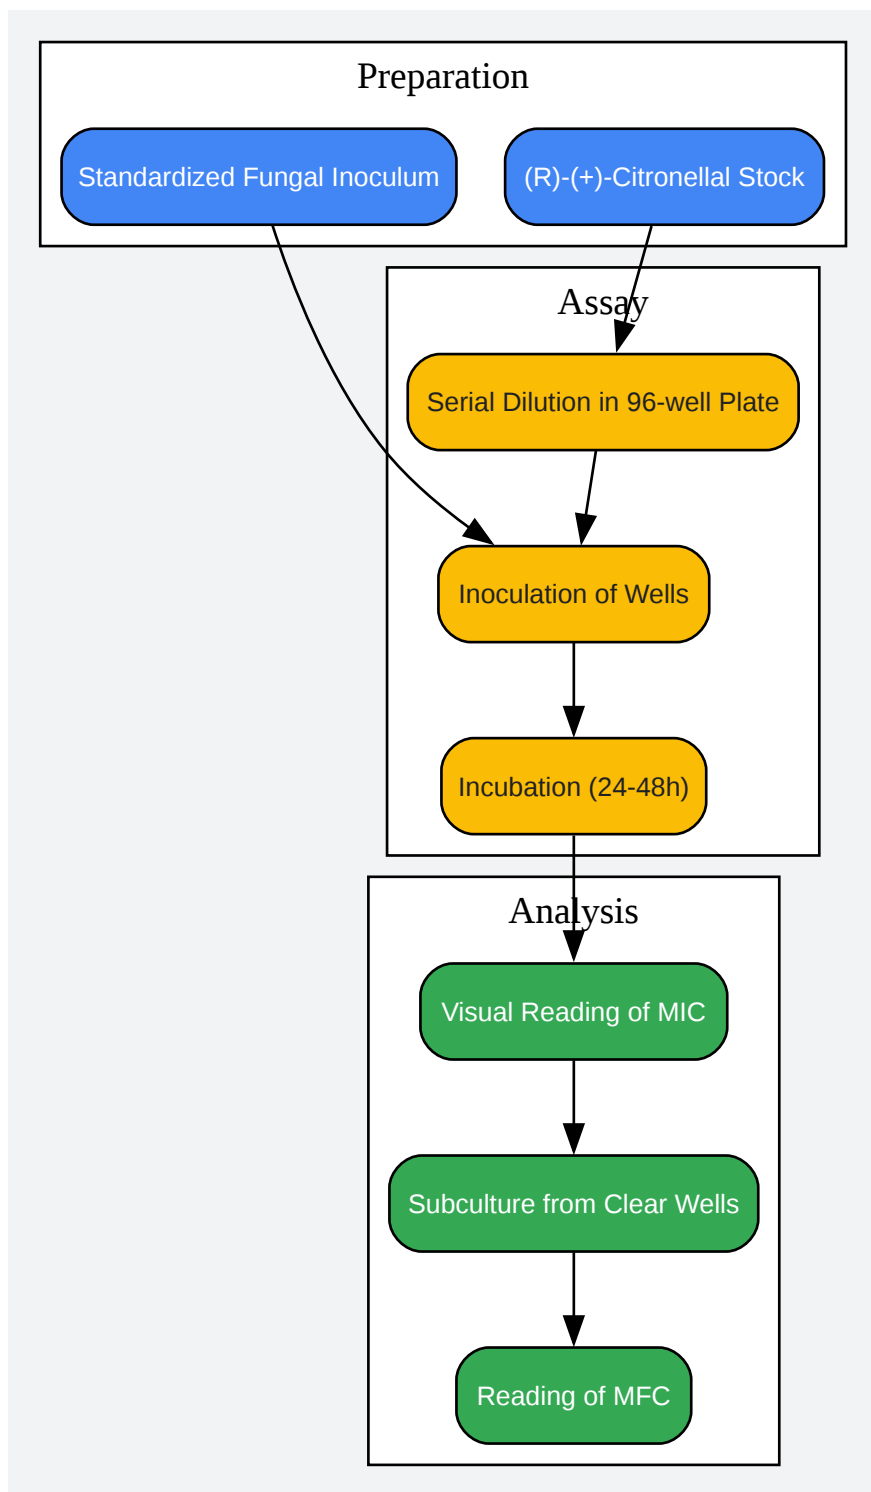 Preparation
Standardized Fungal Inoculum
(R)-(+)-Citronellal Stock
Assay
Serial Dilution in 96-well Plate
Inoculation of Wells
Incubation (24-48h)
Analysis
Visual Reading of MIC
Subculture from Clear Wells
Reading of MFC